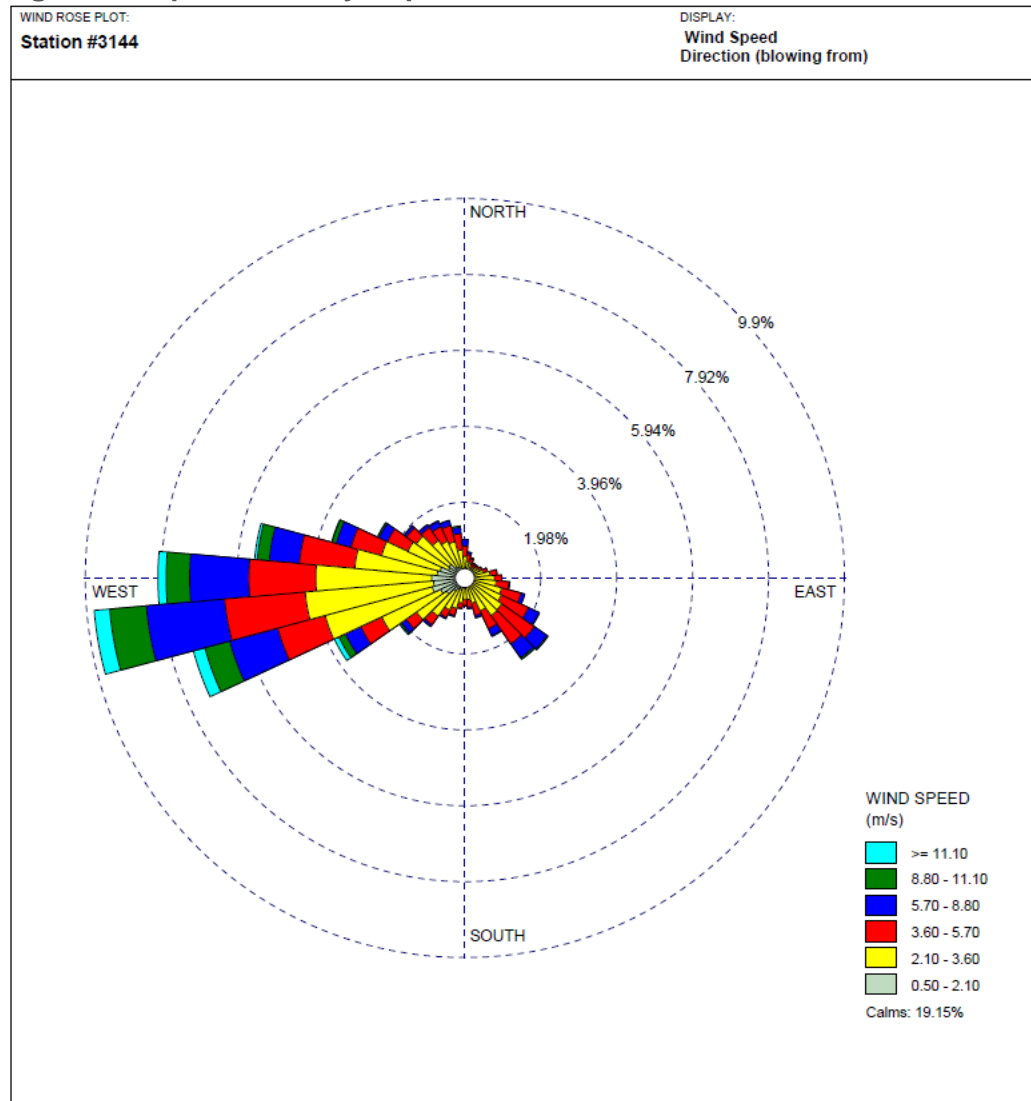 WIND ROSE PLOT:
Station #3144
DISPLAY:
Wind Speed
Direction (blowing from)
NORTH
9.9%
7.92%
5.94%
3.96%
1.98%
WEST
EAST
SOUTH
WIND SPEED
(m/s)
>= 11.10
8.80 - 11.10
5.70 - 8.80
3.60 - 5.70
2.10 - 3.60
0.50 - 2.10
Calms: 19.15%